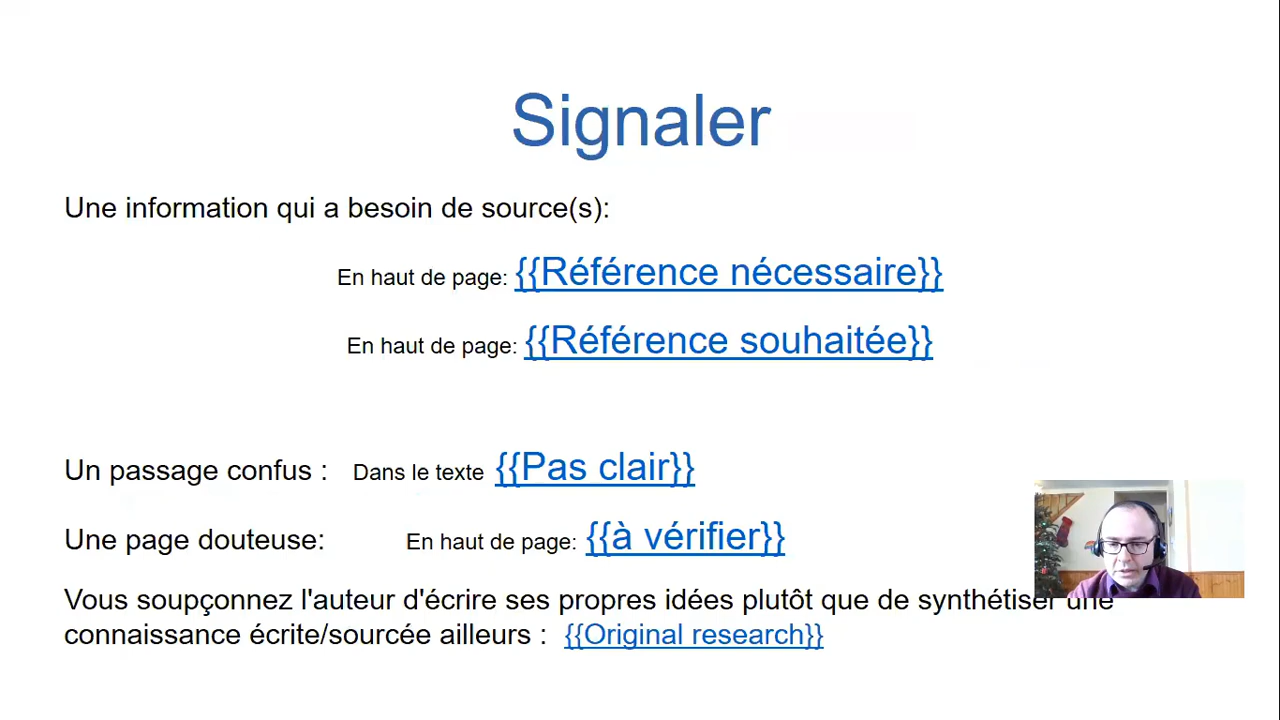 Signaler
Une information qui a besoin de source(s):
En haut de page: {{Référence nécessaire}}
En haut de page: {{Référence souhaitée}}
Un passage confus : Dans le texte {{Pas clair}}
Une page douteuse: En haut de page: {{à vérifier}}
Vous soupçonnez l'auteur d'écrire ses propres idées plutôt que de synthétiser une
connaissance écrite/sourcée ailleurs : {{Original research}}